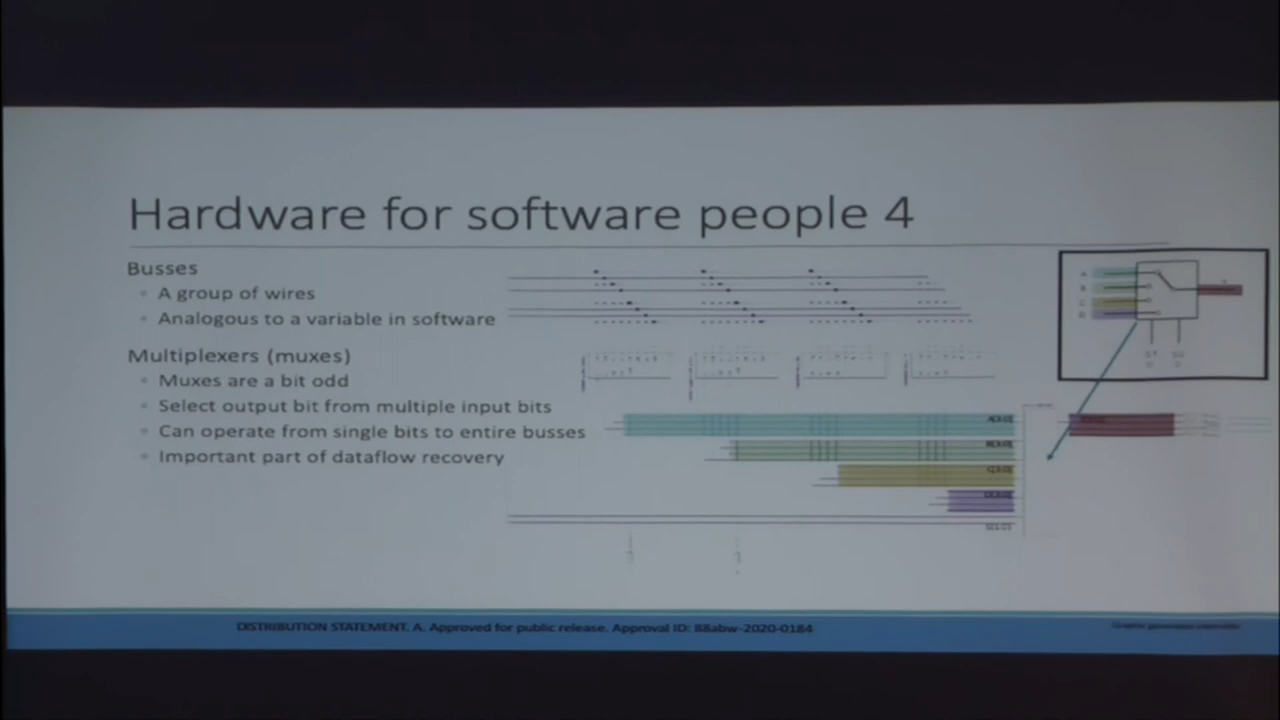 Hardware for software people 4
Busses
A group of wires
Analogous to a variable in software
Multiplexers (muxes)
Muxes are a bit odd
Select output bit from multiple input bits
Can operate from single bits to entire busses
Important part of dataflow recovery
A
B
C
D
DISTRIBUTION STATEMENT. A. Approved for public release. Approval ID: 88abw-2020-0184